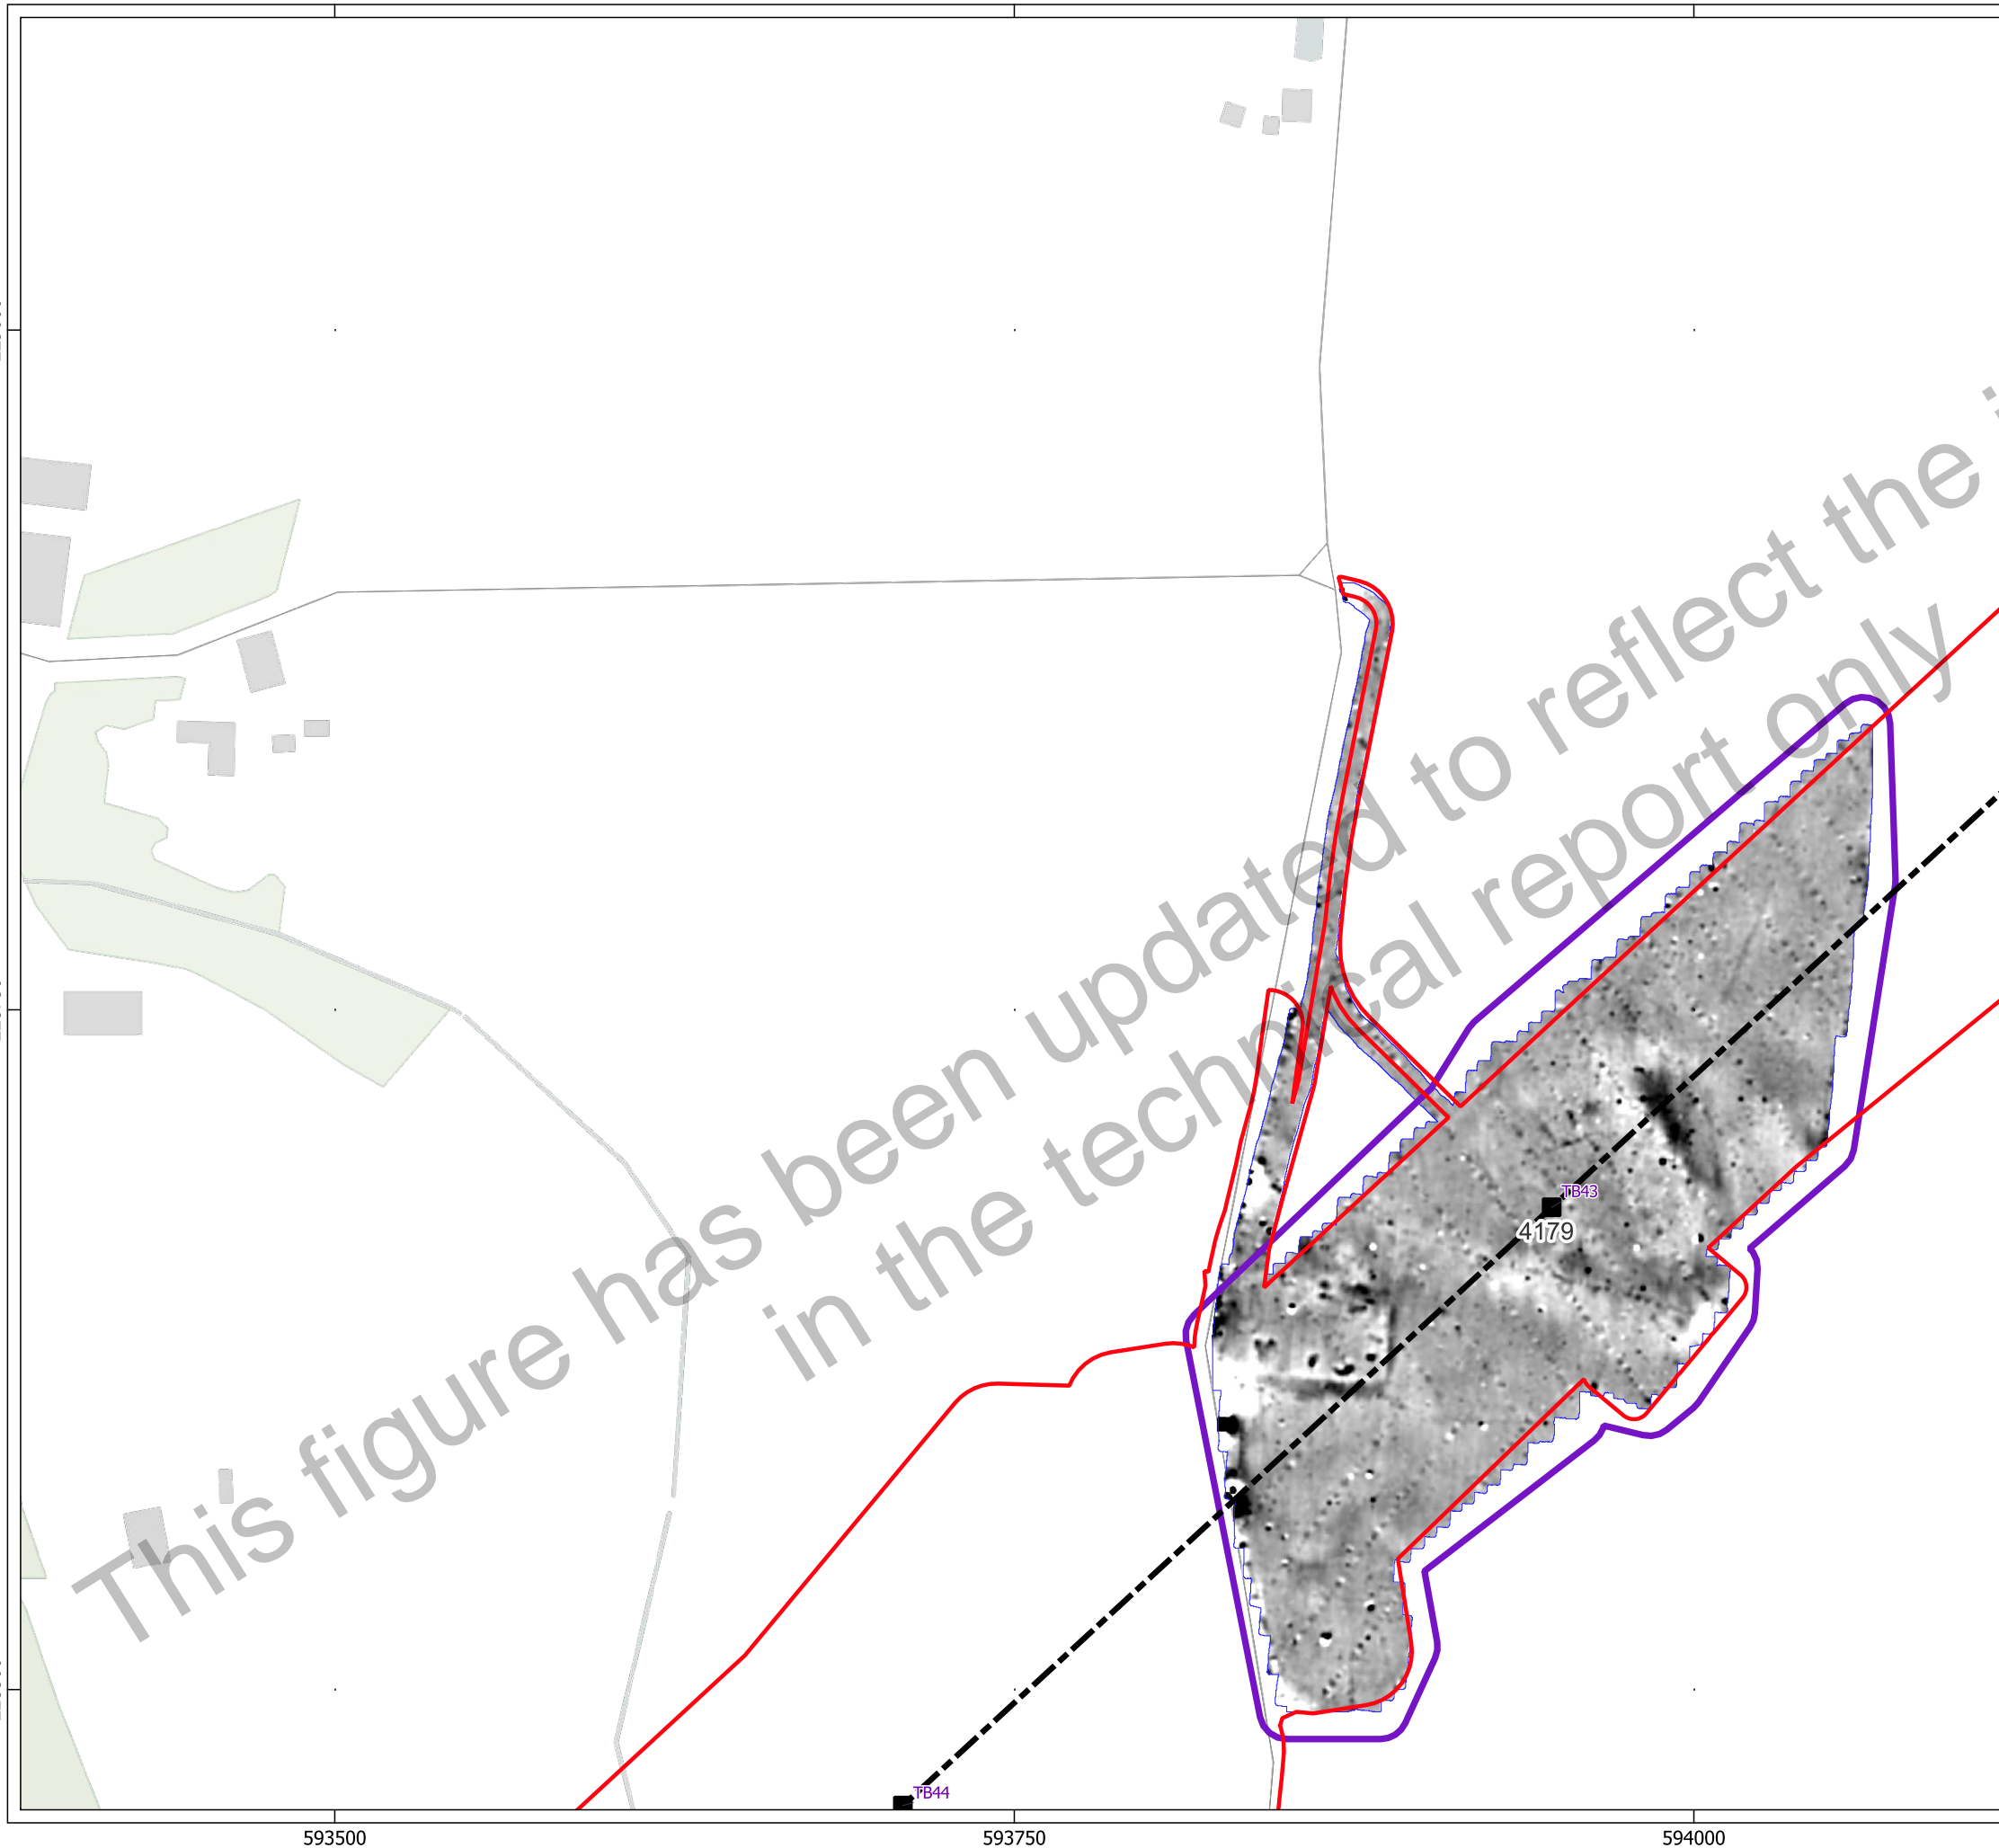 This figure has been updated to reflect the
in the technical report only
TB43
4179
TB44
593500
593750
594000